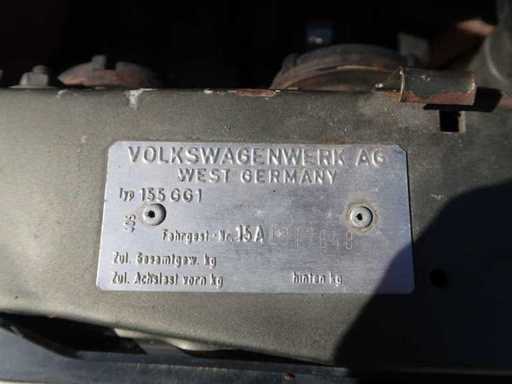 VOLKSWAGENWERK AG
WEST GERMANY
Typ 155 GG1
Fahrgest.-Nr. 15A
Zul. Gesamtgew. kg
Zul. Achslast vorn kg hinten kg